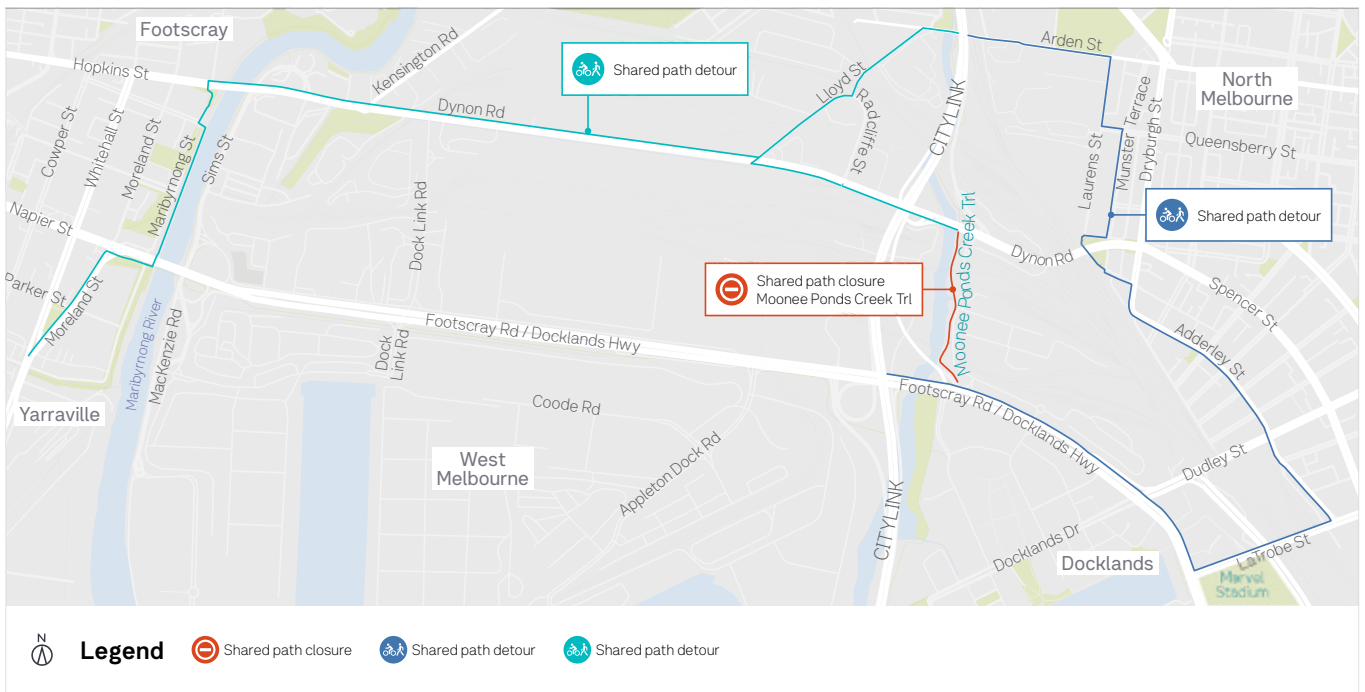 Footscray
Hopkins St
Kensington Rd
Shared path detour
Arden St
North
Melbourne
Lloyd St
Radcliffe St
CITYLINK
Dynon Rd
Cowper St
Whitehall St
Moreland St
Maribyrnong St
Sims St
Laurens St
Munster Terrace
Dryburgh St
Queensberry St
Napier St
Dock Link Rd
Moonee Ponds Creek Trl
Shared path detour
Dynon Rd
Parker St
Moreland St
Shared path closure
Moonee Ponds Creek Trl
Spencer St
Maribyrnong River
MacKenzie Rd
Footscray Rd / Docklands Hwy
Dock
Link Rd
Adderley St
Footscray Rd / Docklands Hwy
Yarraville
Coode Rd
West
Melbourne
Appleton Dock Rd
Dudley St
CITYLINK
Docklands Dr
Docklands
LaTrobe St
Marvel
Stadium
N
Legend
Shared path closure
Shared path detour
Shared path detour